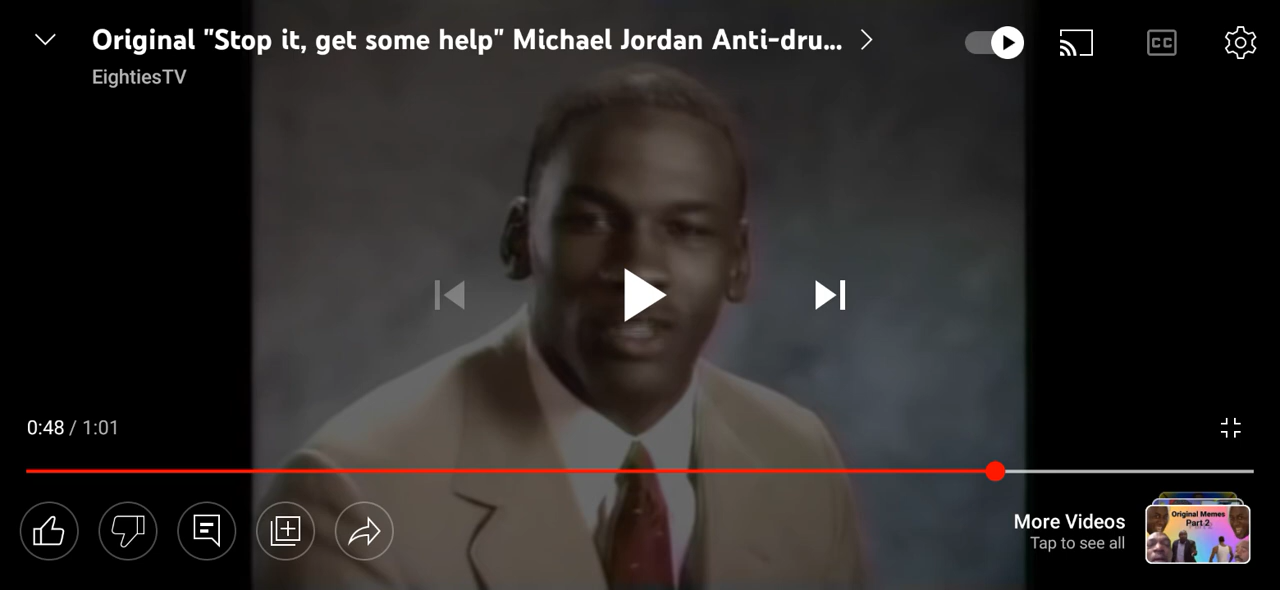 Original "Stop it, get some help" Michael Jordan Anti-dru...
EightiesTV
CC
0:48 / 1:01
More Videos
Tap to see all
Original Memes
Part 2